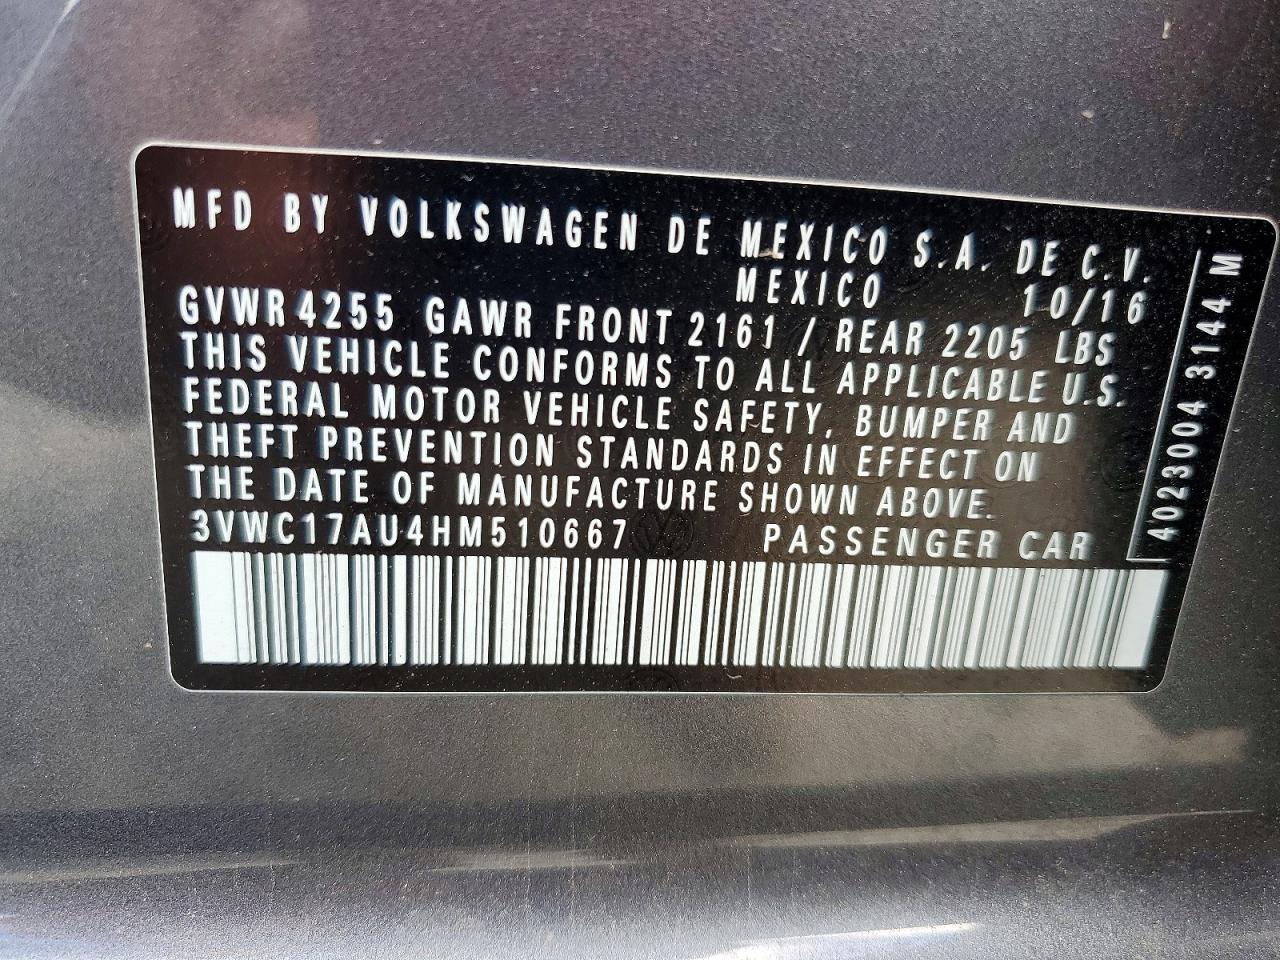 MFD BY VOLKSWAGEN DE MEXICO S.A. DE C.V.
MEXICO 10/16
GVWR 4255 GAWR FRONT 2161 / REAR 2205 LBS
THIS VEHICLE CONFORMS TO ALL APPLICABLE U.S.
FEDERAL MOTOR VEHICLE SAFETY, BUMPER AND
THEFT PREVENTION STANDARDS IN EFFECT ON
THE DATE OF MANUFACTURE SHOWN ABOVE.
3VWC17AU4HM510667 PASSENGER CAR
4023004 3144 M